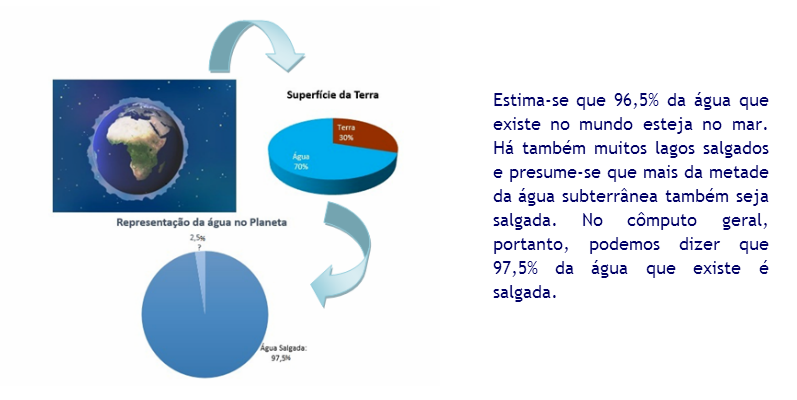 Superfície da Terra
Terra
30%
Água
70%
Representação da água no Planeta
2,5%
?
Água Salgada:
97,5%
Estima-se que 96,5% da água que
existe no mundo esteja no mar.
Há também muitos lagos salgados
e presume-se que mais da metade
da água subterrânea também seja
salgada. No cômputo geral,
portanto, podemos dizer que
97,5% da água que existe é
salgada.